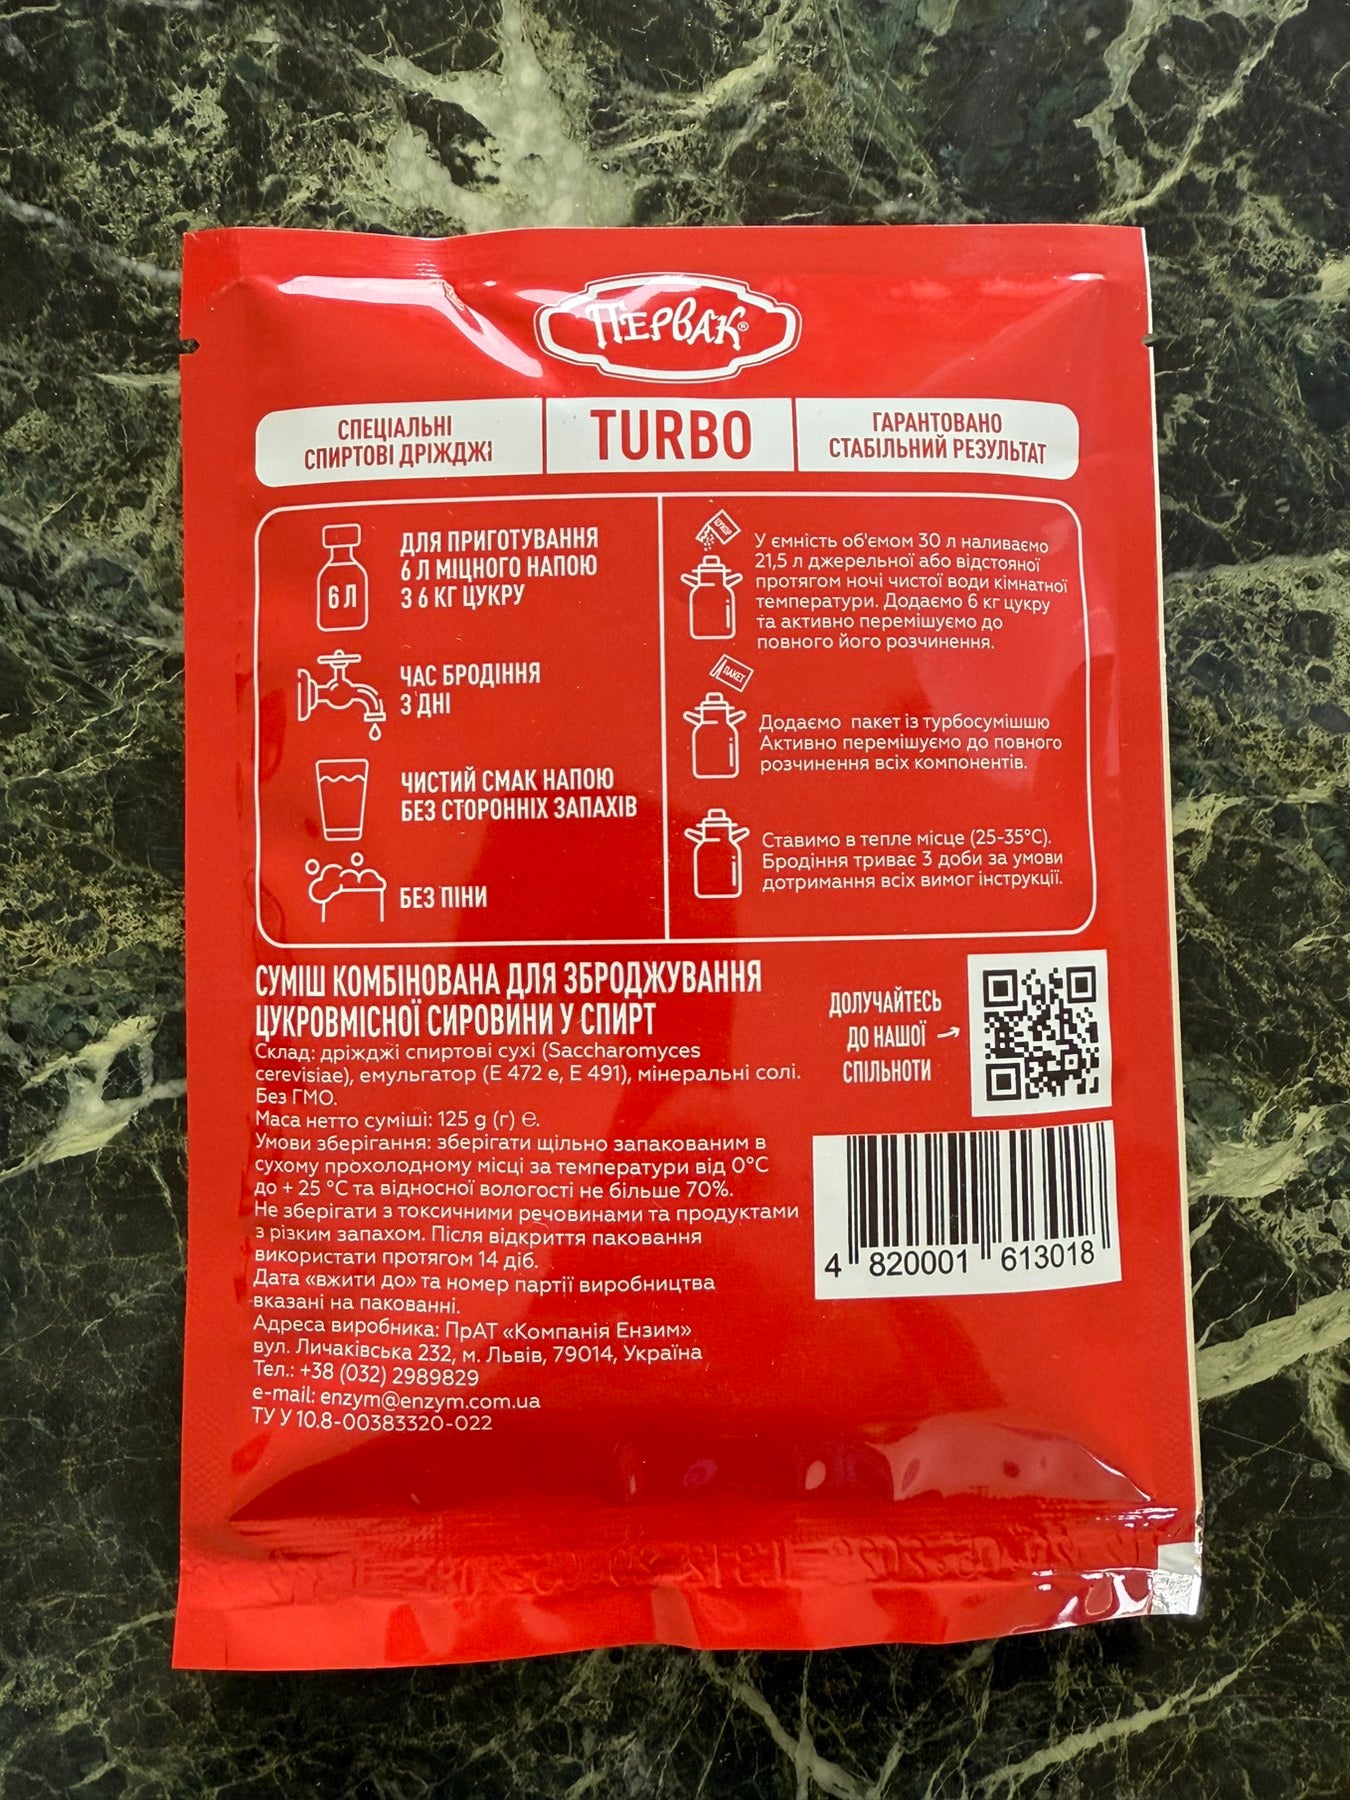 ПЕРВАК®
СПЕЦІАЛЬНІ
СПИРТОВІ ДРІЖДЖІ
TURBO
ГАРАНТОВАНО
СТАБІЛЬНИЙ РЕЗУЛЬТАТ
6 Л
ДЛЯ ПРИГОТУВАННЯ
6 Л МІЦНОГО НАПОЮ
З 6 КГ ЦУКРУ
ЧАС БРОДІННЯ
3 ДНІ
ЧИСТИЙ СМАК НАПОЮ
БЕЗ СТОРОННІХ ЗАПАХІВ
БЕЗ ПІНИ
ЦУКОР
У ємність об'ємом 30 л наливаємо
21,5 л джерельної або відстояної
протягом ночі чистої води кімнатної
температури. Додаємо 6 кг цукру
та активно перемішуємо до
повного його розчинення.
ПАКЕТ
Додаємо пакет із турбосумішшю
Активно перемішуємо до повного
розчинення всіх компонентів.
Ставимо в тепле місце (25-35°С).
Бродіння триває 3 доби за умови
дотримання всіх вимог інструкції.
СУМІШ КОМБІНОВАНА ДЛЯ ЗБРОДЖУВАННЯ
ЦУКРОВМІСНОЇ СИРОВИНИ У СПИРТ
Склад: дріжджі спиртові сухі (Saccharomyces
cerevisiae), емульгатор (Е 472 е, Е 491), мінеральні солі.
Без ГМО.
Маса нетто суміші: 125 g (г) ℮.
Умови зберігання: зберігати щільно запакованим в
сухому прохолодному місці за температури від 0°С
до + 25 °С та відносної вологості не більше 70%.
Не зберігати з токсичними речовинами та продуктами
з різким запахом. Після відкриття паковання
використати протягом 14 діб.
Дата «вжити до» та номер партії виробництва
вказані на пакованні.
Адреса виробника: ПрАТ «Компанія Ензим»
вул. Личаківська 232, м. Львів, 79014, Україна
Тел.: +38 (032) 2989829
e-mail: enzym@enzym.com.ua
ТУ У 10.8-00383320-022
ДОЛУЧАЙТЕСЬ
ДО НАШОЇ →
СПІЛЬНОТИ
4 820001 613018